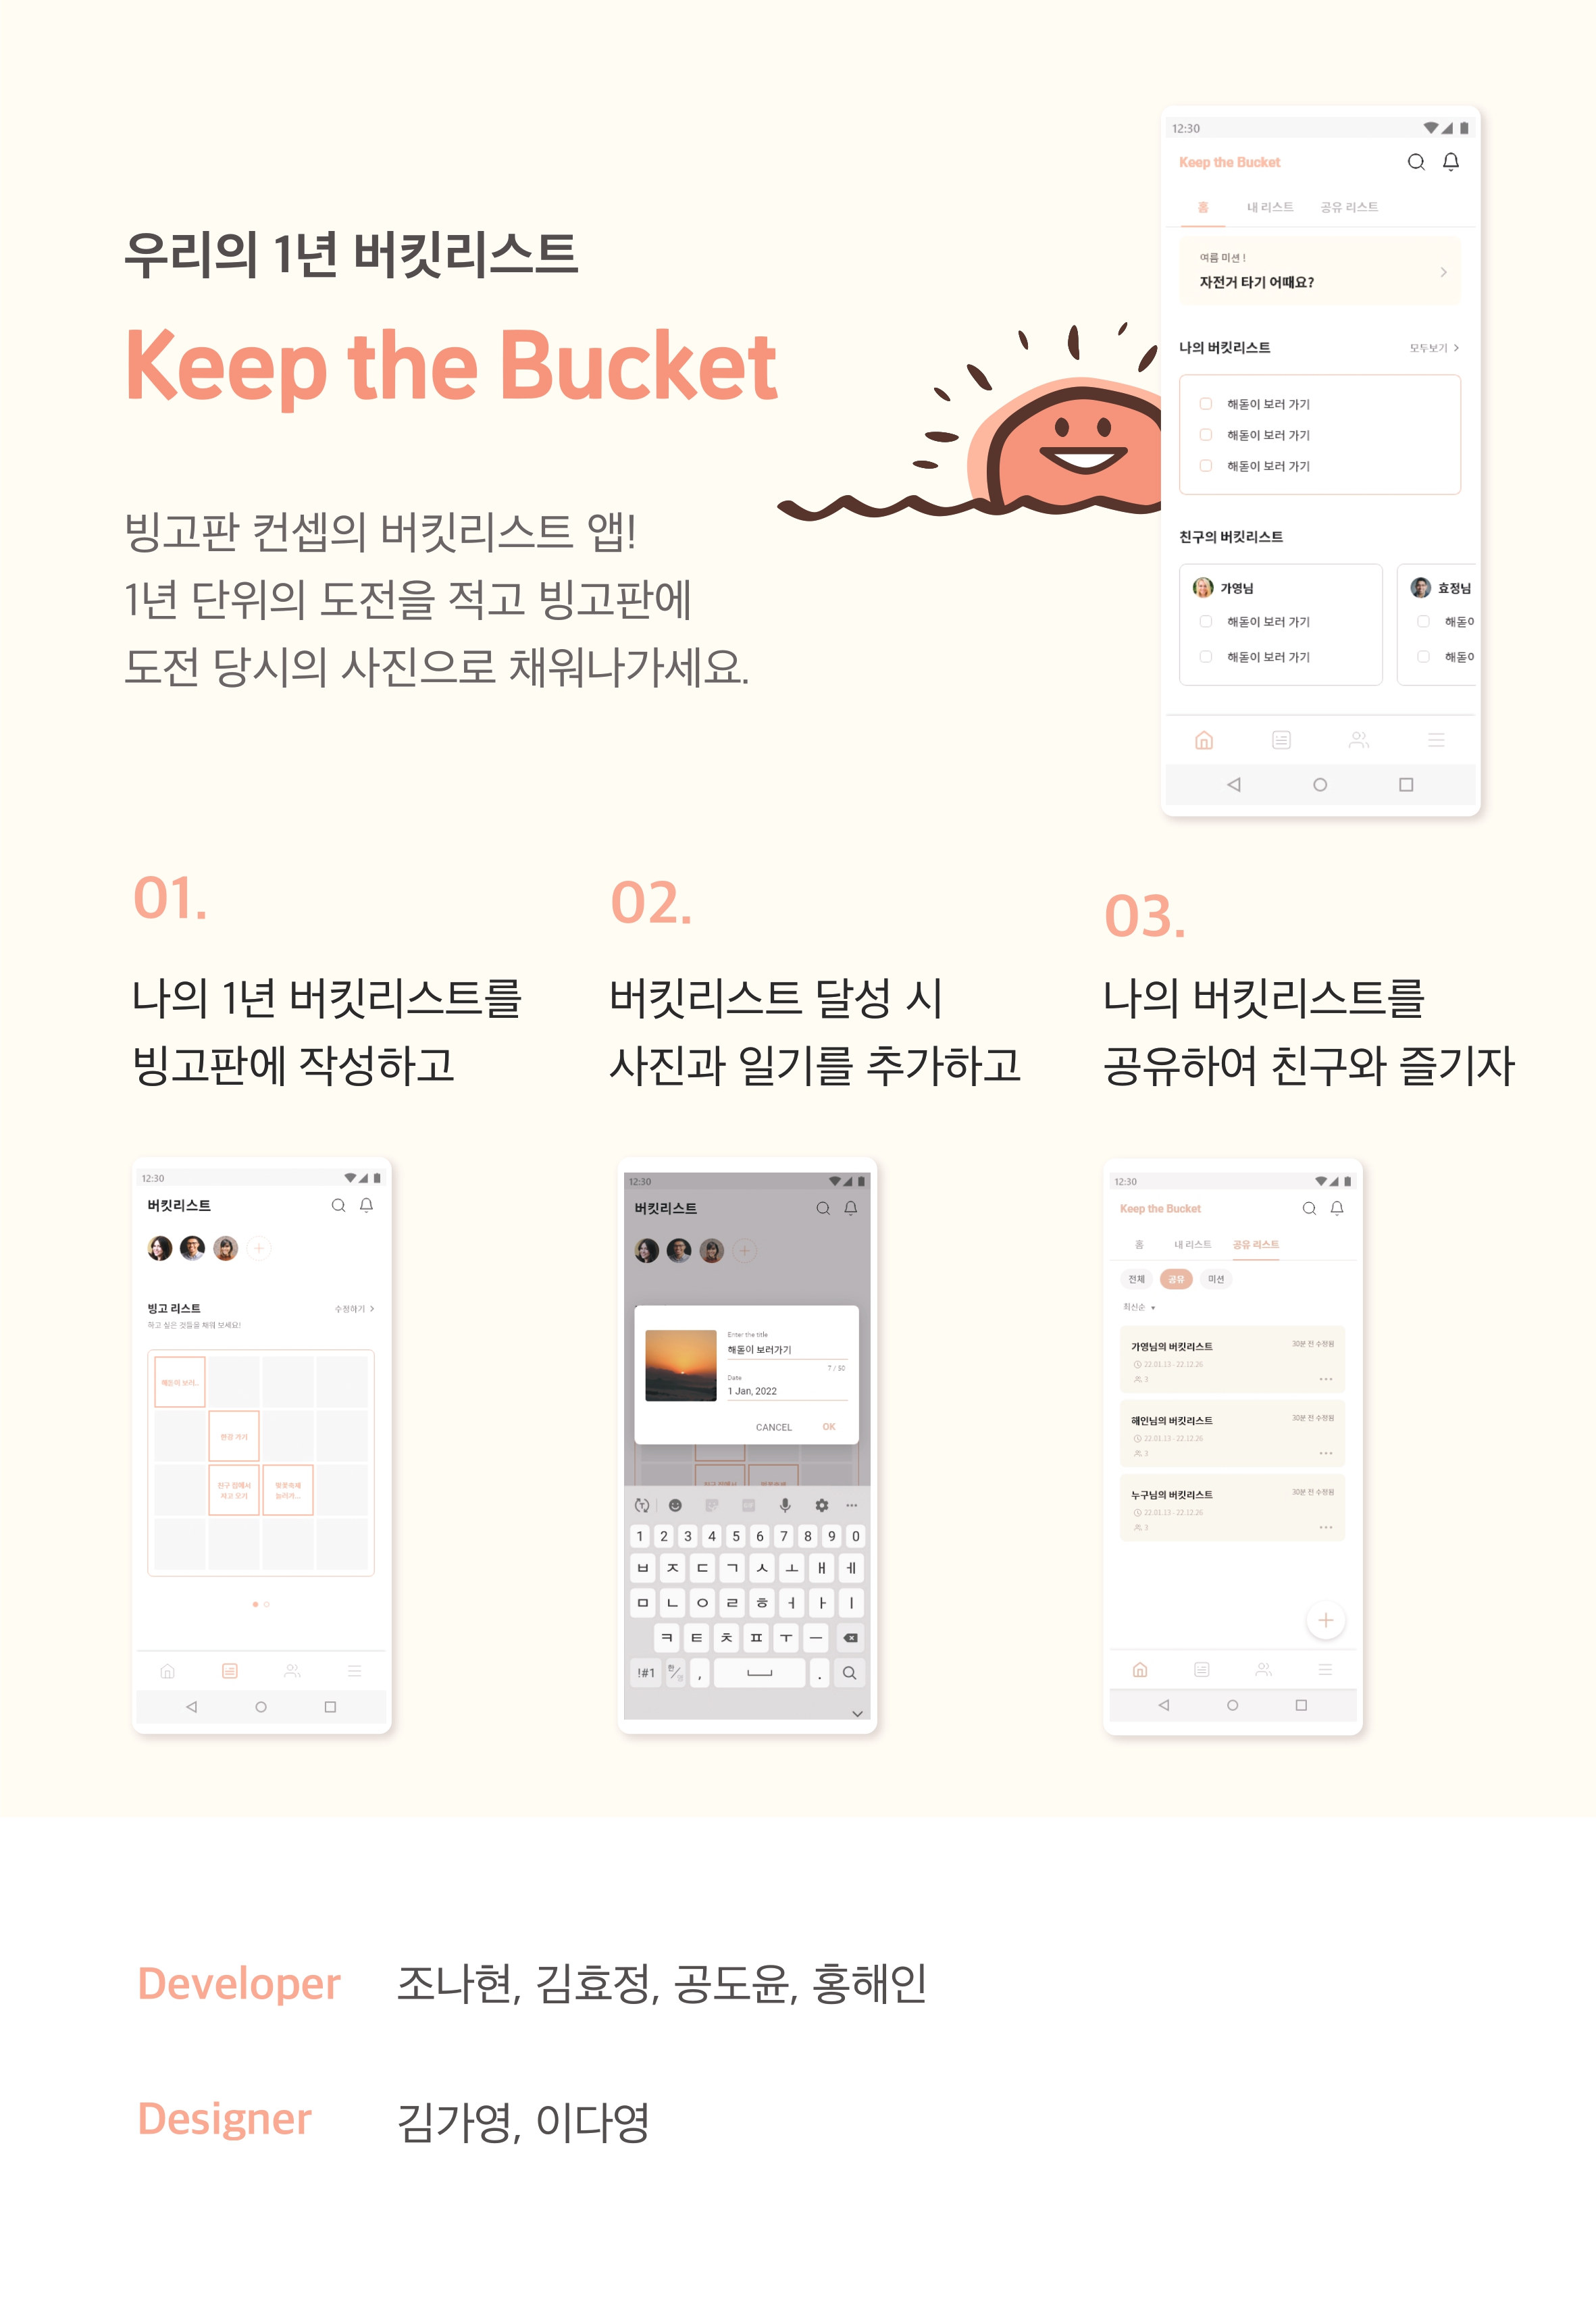 우리의 1년 버킷리스트
Keep the Bucket
빙고판 컨셉의 버킷리스트 앱!
1년 단위의 도전을 적고 빙고판에
도전 당시의 사진으로 채워나가세요.
12:30
Keep the Bucket
홈 내 리스트 공유 리스트
여름 미션 !
자전거 타기 어때요?
나의 버킷리스트 모두보기
해돋이 보러 가기
해돋이 보러 가기
해돋이 보러 가기
친구의 버킷리스트
가영님 효정님
해돋이 보러 가기 해돋이
해돋이 보러 가기 해돋이
01.
나의 1년 버킷리스트를
빙고판에 작성하고
02.
버킷리스트 달성 시
사진과 일기를 추가하고
03.
나의 버킷리스트를
공유하여 친구와 즐기자
12:30
버킷리스트
빙고 리스트 수정하기
하고 싶은 것들을 채워 보세요!
해돋이 보러...
한강 가기
친구 집에서
자고 오기
벚꽃축제
놀러가...
12:30
버킷리스트
Enter the title
해돋이 보러가기
7 / 50
Date
1 Jan, 2022
CANCEL OK
친구 집에서 벚꽃축제
GIF
1 2 3 4 5 6 7 8 9 0
ㅂ ㅈ ㄷ ㄱ ㅅ ㅗ ㅐ ㅔ
ㅁ ㄴ ㅇ ㄹ ㅎ ㅓ ㅏ ㅣ
ㅋ ㅌ ㅊ ㅍ ㅜ ㅡ
!#1 한/영 , .
12:30
Keep the Bucket
홈 내 리스트 공유 리스트
전체 공유 미션
최신순
가영님의 버킷리스트 30분 전 수정됨
22.01.13 - 22.12.26
3
해인님의 버킷리스트 30분 전 수정됨
22.01.13 - 22.12.26
3
누구님의 버킷리스트 30분 전 수정됨
22.01.13 - 22.12.26
3
Developer 조나현, 김효정, 공도윤, 홍해인
Designer 김가영, 이다영